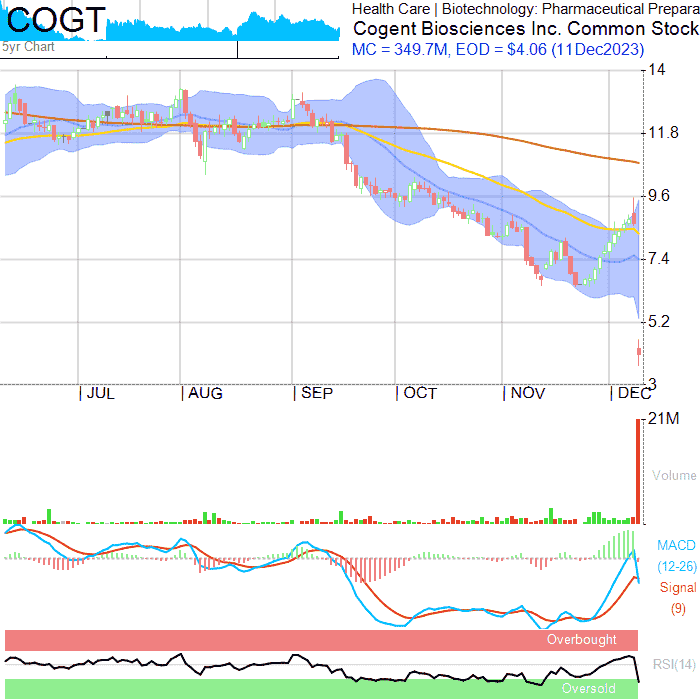 COGT
5yr Chart
Health Care | Biotechnology: Pharmaceutical Prepara
Cogent Biosciences Inc. Common Stock
MC = 349.7M, EOD = $4.06 (11Dec2023)
14
11.8
9.6
7.4
5.2
3
| JUL | AUG | SEP | OCT | NOV | DEC
21M
Volume
MACD
(12-26)
Signal
(9)
Overbought
RSI(14)
Oversold